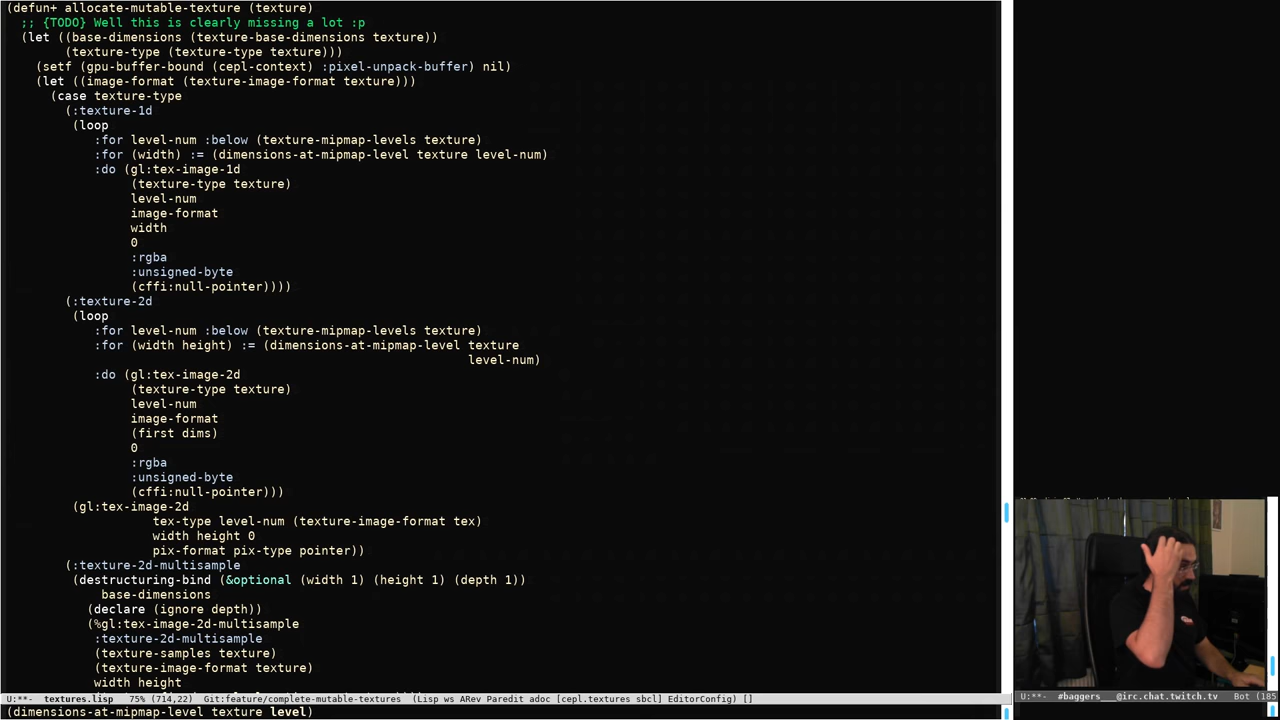 (defun+ allocate-mutable-texture (texture)
;; {TODO} Well this is clearly missing a lot :p
(let ((base-dimensions (texture-base-dimensions texture))
(texture-type (texture-type texture)))
(setf (gpu-buffer-bound (cepl-context) :pixel-unpack-buffer) nil)
(let ((image-format (texture-image-format texture)))
(case texture-type
(:texture-1d
(loop
:for level-num :below (texture-mipmap-levels texture)
:for (width) := (dimensions-at-mipmap-level texture level-num)
:do (gl:tex-image-1d
(texture-type texture)
level-num
image-format
width
0
:rgba
:unsigned-byte
(cffi:null-pointer))))
(:texture-2d
(loop
:for level-num :below (texture-mipmap-levels texture)
:for (width height) := (dimensions-at-mipmap-level texture
level-num)
:do (gl:tex-image-2d
(texture-type texture)
level-num
image-format
(first dims)
0
:rgba
:unsigned-byte
(cffi:null-pointer)))
(gl:tex-image-2d
tex-type level-num (texture-image-format tex)
width height 0
pix-format pix-type pointer))
(:texture-2d-multisample
(destructuring-bind (&optional (width 1) (height 1) (depth 1))
base-dimensions
(declare (ignore depth))
(%gl:tex-image-2d-multisample
:texture-2d-multisample
(texture-samples texture)
(texture-image-format texture)
width height
U:**- textures.lisp 75% (714,22) Git:feature/complete-mutable-textures (Lisp ws ARev Paredit adoc [cepl.textures sbcl] EditorConfig) []
(dimensions-at-mipmap-level texture level)
U:**- #baggers___@irc.chat.twitch.tv Bot (185